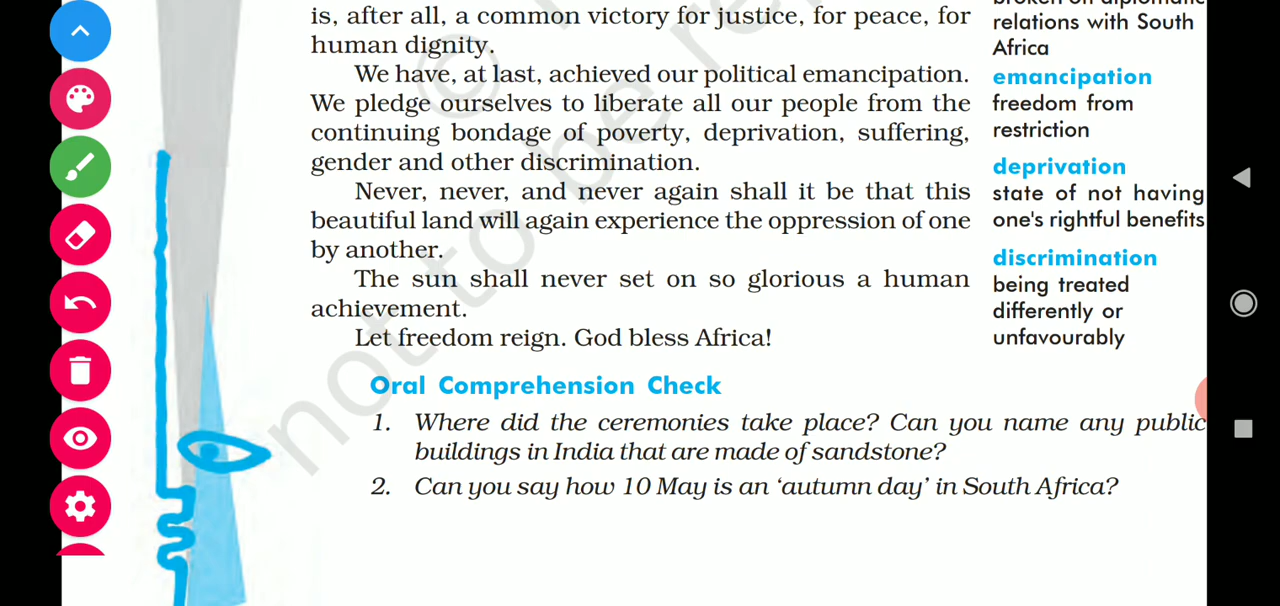 is, after all, a common victory for justice, for peace, for
human dignity.
We have, at last, achieved our political emancipation.
We pledge ourselves to liberate all our people from the
continuing bondage of poverty, deprivation, suffering,
gender and other discrimination.
Never, never, and never again shall it be that this
beautiful land will again experience the oppression of one
by another.
The sun shall never set on so glorious a human
achievement.
Let freedom reign. God bless Africa!
relations with South
Africa
emancipation
freedom from
restriction
deprivation
state of not having
one's rightful benefits
discrimination
being treated
differently or
unfavourably
Oral Comprehension Check
1. Where did the ceremonies take place? Can you name any public
buildings in India that are made of sandstone?
2. Can you say how 10 May is an ‘autumn day’ in South Africa?
not to be re
©